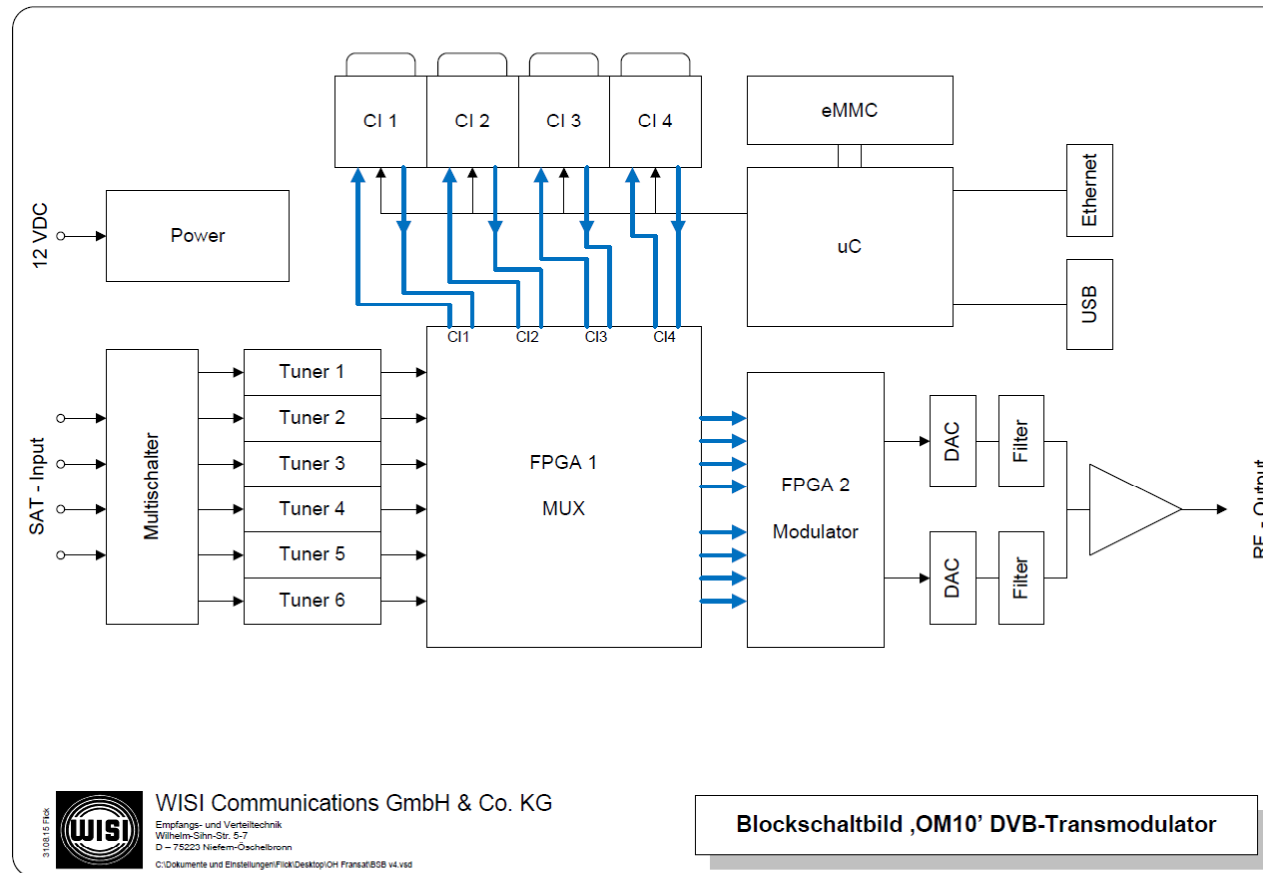 CI 1
CI 2
CI 3
CI 4
eMMC
Ethernet
12 VDC
Power
uC
USB
CI1
CI2
CI3
CI4
SAT - Input
Multischalter
Tuner 1
Tuner 2
Tuner 3
Tuner 4
Tuner 5
Tuner 6
FPGA 1
MUX
FPGA 2
Modulator
DAC
Filter
DAC
Filter
RF - Output
3108.15 Flick
WISI
WISI Communications GmbH & Co. KG
Empfangs- und Verteiltechnik
Wilhelm-Sihn-Str. 5-7
D – 75223 Niefern-Öschelbronn
C:\Dokumente und Einstellungen\Flick\Desktop\OH Fransat\BSB v4.vsd
Blockschaltbild ‚OM10’ DVB-Transmodulator